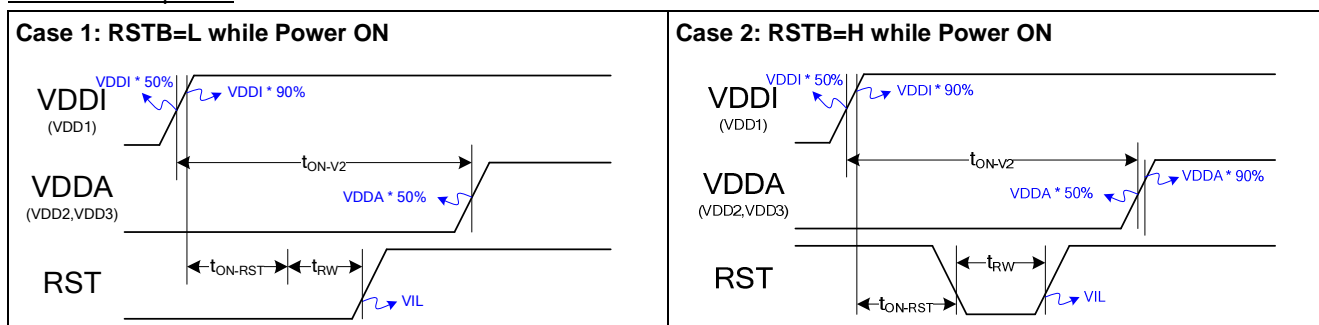 Case 1: RSTB=L while Power ON
VDDI * 50%
VDDI * 90%
VDDI
(VDD1)
tON-V2
VDDA
(VDD2,VDD3)
VDDA * 50%
tON-RST
tRW
RST
VIL
Case 2: RSTB=H while Power ON
VDDI * 50%
VDDI * 90%
VDDI
(VDD1)
tON-V2
VDDA
(VDD2,VDD3)
VDDA * 50%
VDDA * 90%
RST
tRW
tON-RST
VIL